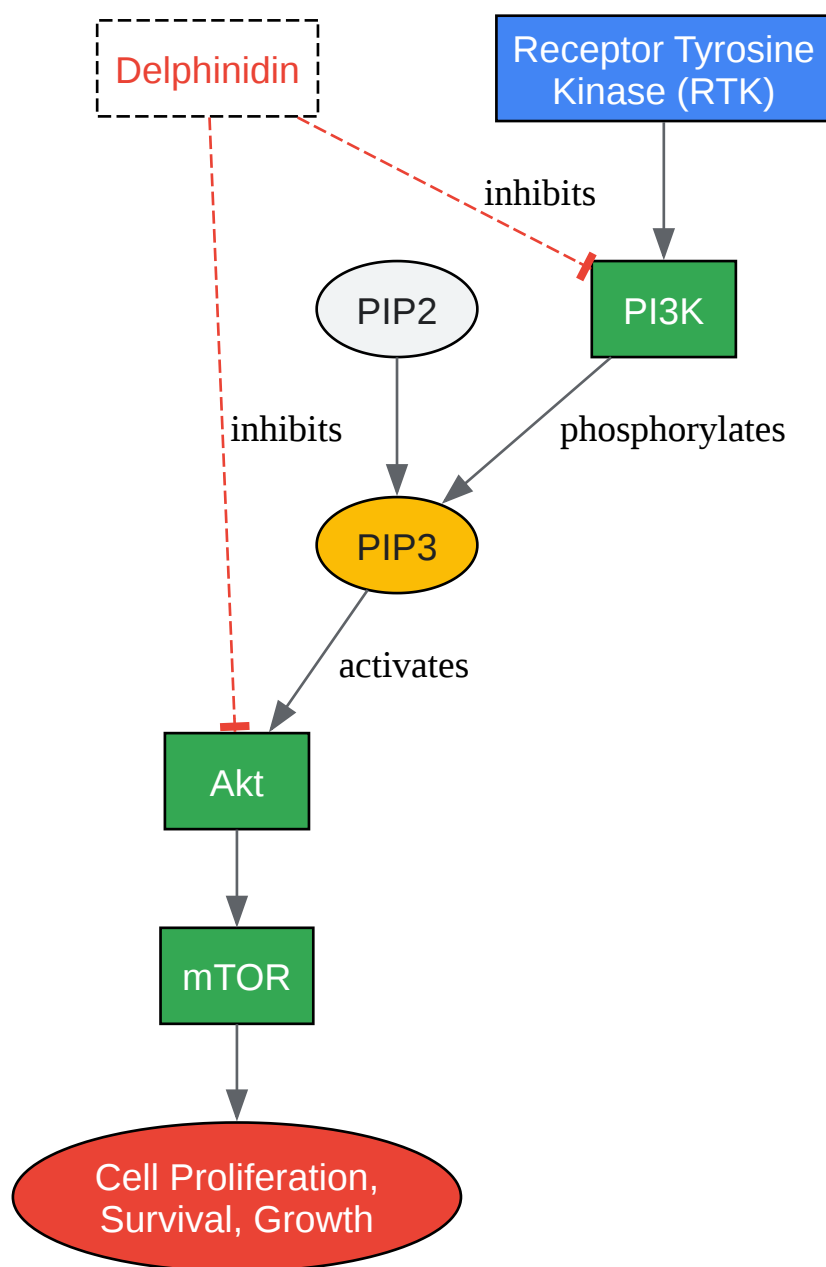 Delphinidin
Receptor Tyrosine
Kinase (RTK)
inhibits
PIP2
PI3K
inhibits
phosphorylates
PIP3
activates
Akt
mTOR
Cell Proliferation,
Survival, Growth